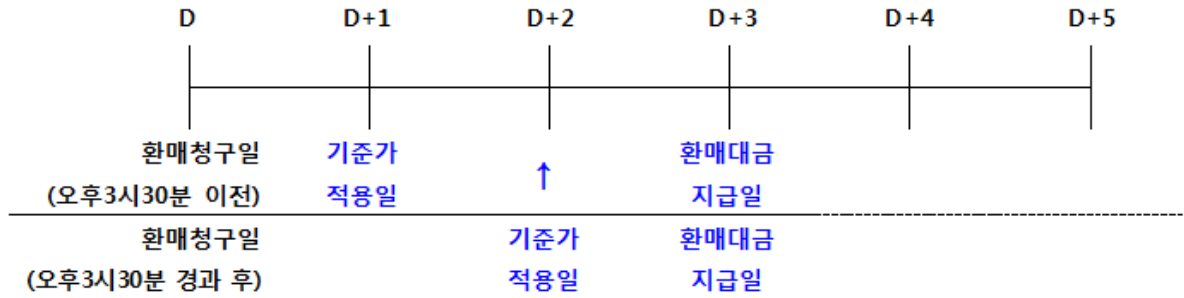 D D+1 D+2 D+3 D+4 D+5
환매청구일 기준가 환매대금
(오후3시30분 이전) 적용일 ↑ 지급일
환매청구일 기준가 환매대금
(오후3시30분 경과 후) 적용일 지급일